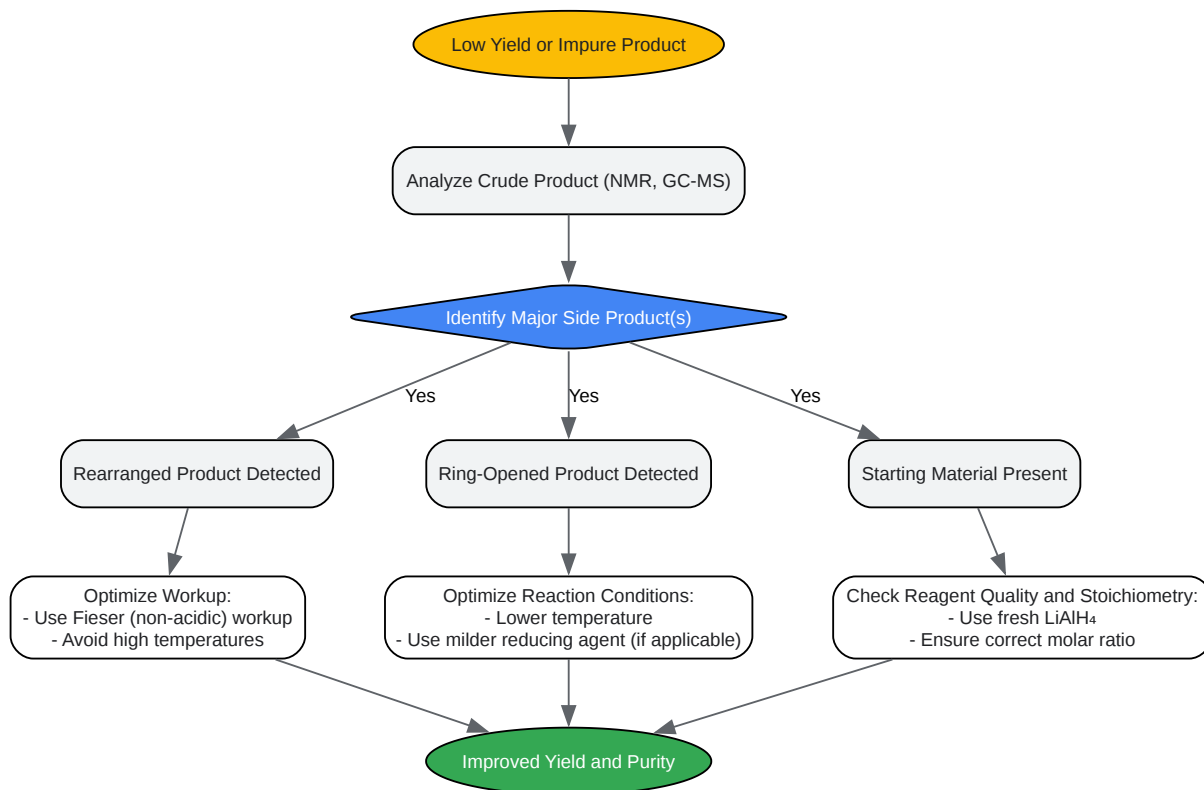 Low Yield or Impure Product
Analyze Crude Product (NMR, GC-MS)
Identify Major Side Product(s)
Yes
Yes
Yes
Rearranged Product Detected
Ring-Opened Product Detected
Starting Material Present
Optimize Workup:
- Use Fieser (non-acidic) workup
- Avoid high temperatures
Optimize Reaction Conditions:
- Lower temperature
- Use milder reducing agent (if applicable)
Check Reagent Quality and Stoichiometry:
- Use fresh LiAlH₄
- Ensure correct molar ratio
Improved Yield and Purity